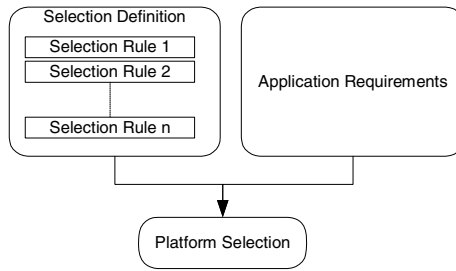 Selection Definition
Selection Rule 1
Selection Rule 2
Selection Rule n
Application Requirements
Platform Selection